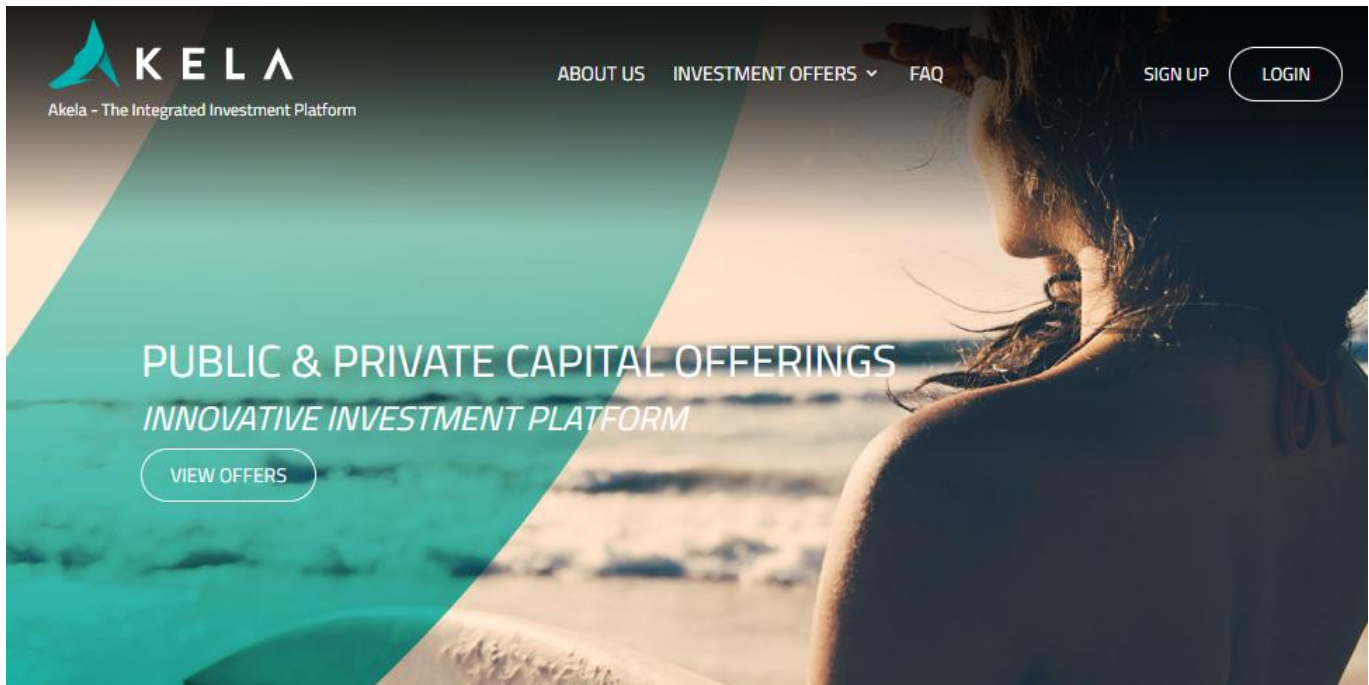 AKELA
Akela - The Integrated Investment Platform
ABOUT US INVESTMENT OFFERS FAQ SIGN UP LOGIN
PUBLIC & PRIVATE CAPITAL OFFERINGS
INNOVATIVE INVESTMENT PLATFORM
VIEW OFFERS